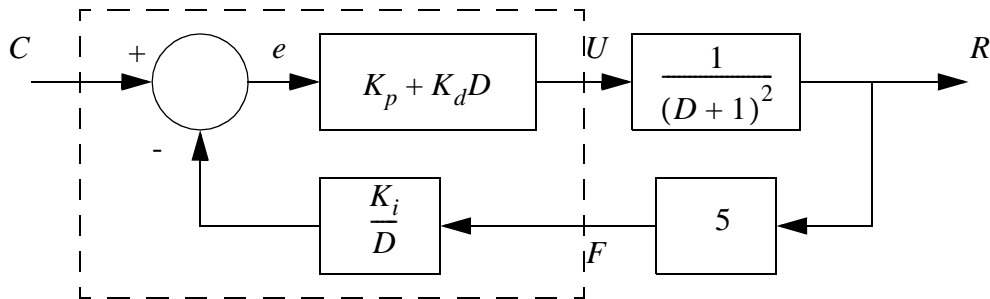 C
+
e
K_p + K_d D
U
1
(D + 1)^2
R
-
K_i
D
F
5